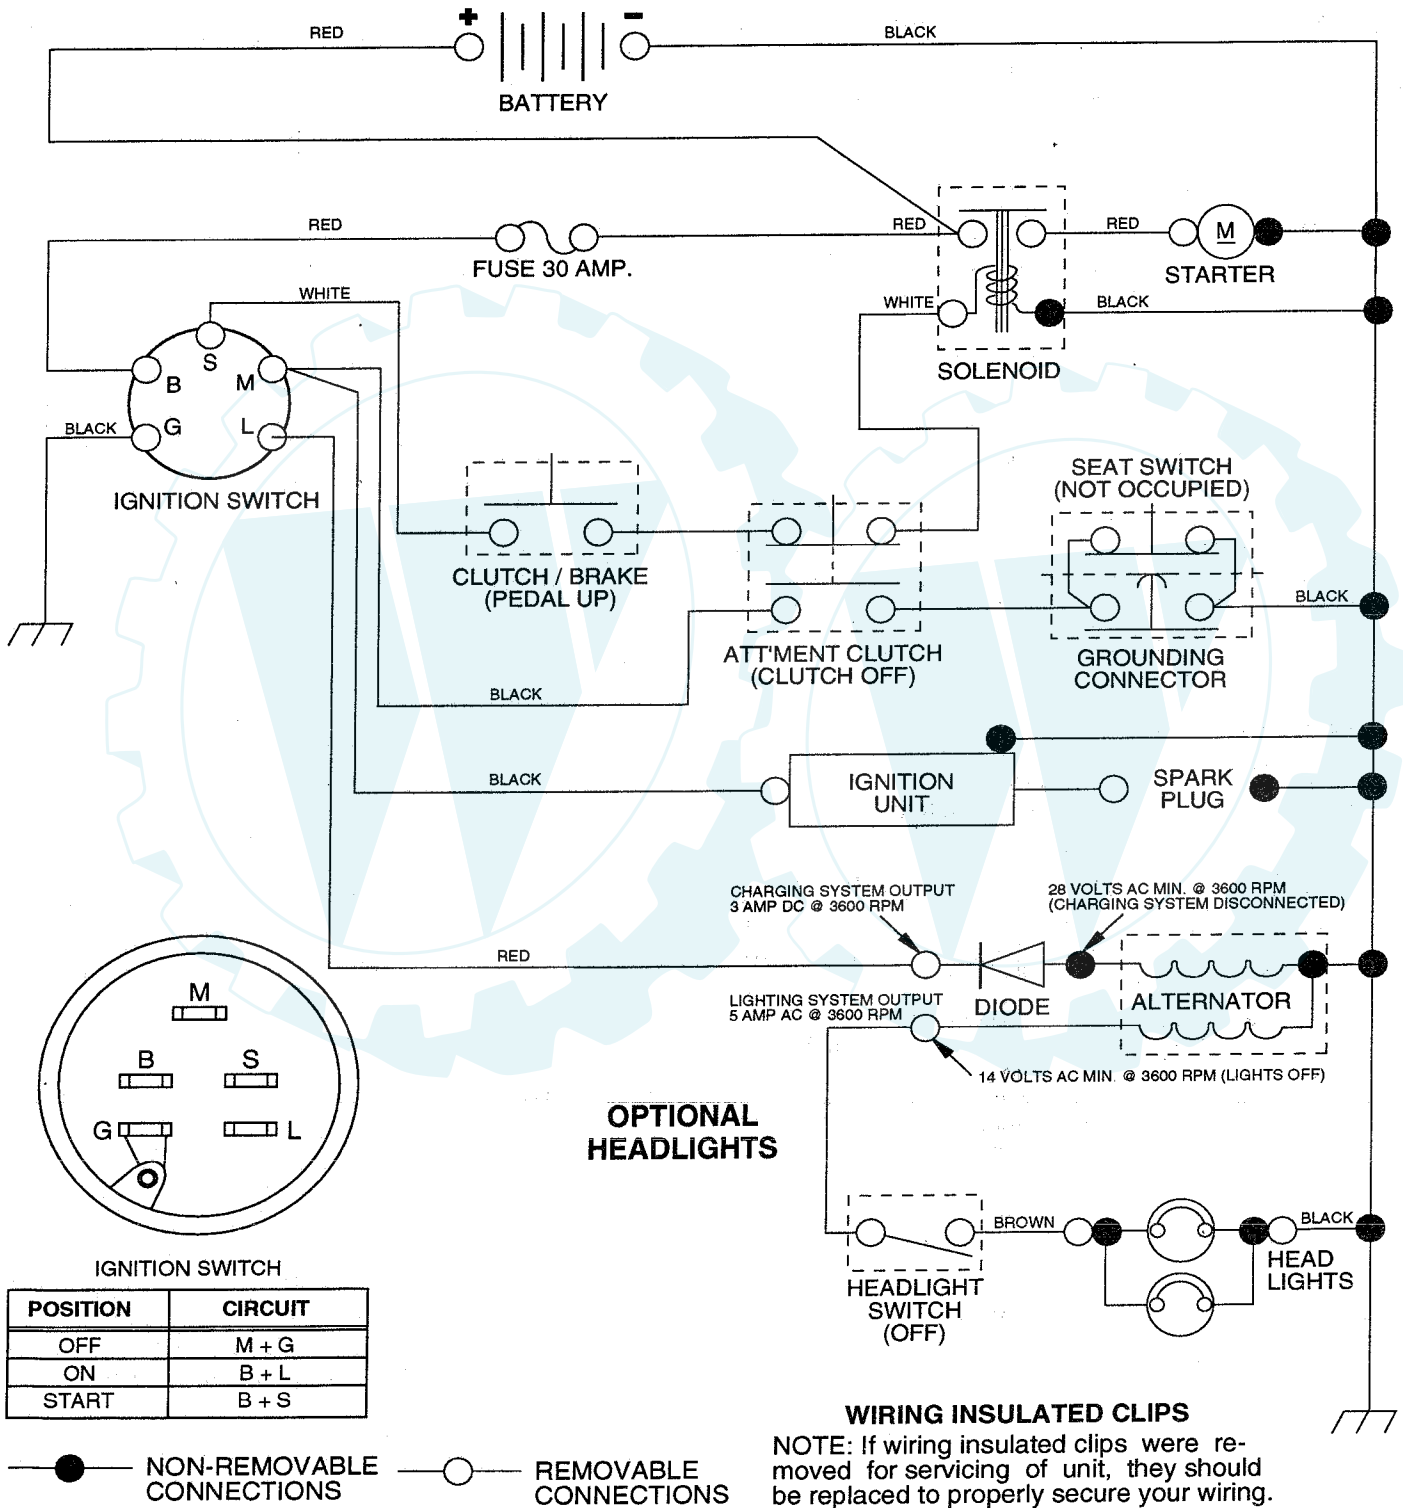 + −
RED
BLACK
BATTERY
RED
RED
RED
M
FUSE 30 AMP.
STARTER
WHITE
WHITE
BLACK
S
SOLENOID
B
M
BLACK
G
L
IGNITION SWITCH
SEAT SWITCH
(NOT OCCUPIED)
CLUTCH / BRAKE
(PEDAL UP)
BLACK
ATT'MENT CLUTCH
(CLUTCH OFF)
GROUNDING
CONNECTOR
BLACK
BLACK
IGNITION
UNIT
SPARK
PLUG
CHARGING SYSTEM OUTPUT
3 AMP DC @ 3600 RPM
28 VOLTS AC MIN. @ 3600 RPM
(CHARGING SYSTEM DISCONNECTED)
RED
LIGHTING SYSTEM OUTPUT
5 AMP AC @ 3600 RPM
DIODE
ALTERNATOR
14 VOLTS AC MIN. @ 3600 RPM (LIGHTS OFF)
M
B
S
G
L
OPTIONAL
HEADLIGHTS
BROWN
BLACK
HEAD
LIGHTS
HEADLIGHT
SWITCH
(OFF)
IGNITION SWITCH
POSITION CIRCUIT
OFF M + G
ON B + L
START B + S
NON-REMOVABLE
CONNECTIONS
REMOVABLE
CONNECTIONS
WIRING INSULATED CLIPS
NOTE: If wiring insulated clips were re-
moved for servicing of unit, they should
be replaced to properly secure your wiring.